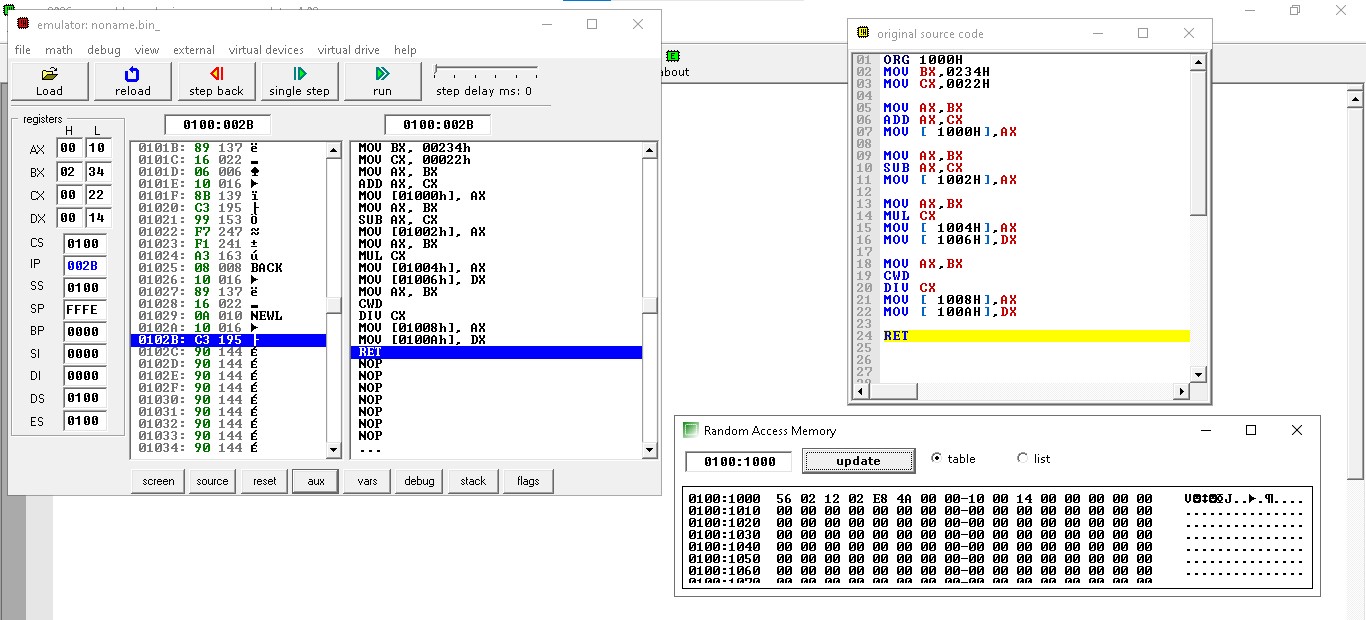 emulator: noname.bin_
file math debug view external virtual devices virtual drive help
Load reload step back single step run step delay ms: 0
about
registers
H L
0100:002B 0100:002B
AX 00 10
BX 02 34
CX 00 22
DX 00 14
CS 0100
IP 002B
SS 0100
SP FFFE
BP 0000
SI 0000
DI 0000
DS 0100
ES 0100
0101B: 89 137 ë
0101C: 16 022 ▬
0101D: 06 006 ♠
0101E: 10 016 ►
0101F: 8B 139 ï
01020: C3 195 ├
01021: 99 153 Ö
01022: F7 247 ≈
01023: F1 241 ±
01024: A3 163 ú
01025: 08 008 BACK
01026: 10 016 ►
01027: 89 137 ë
01028: 16 022 ▬
01029: 0A 010 NEWL
0102A: 10 016 ►
0102B: C3 195 ├
0102C: 90 144 É
0102D: 90 144 É
0102E: 90 144 É
0102F: 90 144 É
01030: 90 144 É
01031: 90 144 É
01032: 90 144 É
01033: 90 144 É
01034: 90 144 É
MOV BX, 00234h
MOV CX, 00022h
MOV AX, BX
ADD AX, CX
MOV [01000h], AX
MOV AX, BX
SUB AX, CX
MOV [01002h], AX
MOV AX, BX
MUL CX
MOV [01004h], AX
MOV [01006h], DX
MOV AX, BX
CWD
DIV CX
MOV [01008h], AX
MOV [0100Ah], DX
RET
NOP
NOP
NOP
NOP
NOP
NOP
NOP
...
screen source reset aux vars debug stack flags
original source code
01 ORG 1000H
02 MOV BX,0234H
03 MOV CX,0022H
04
05 MOV AX,BX
06 ADD AX,CX
07 MOV [ 1000H],AX
08
09 MOV AX,BX
10 SUB AX,CX
11 MOV [ 1002H],AX
12
13 MOV AX,BX
14 MUL CX
15 MOV [ 1004H],AX
16 MOV [ 1006H],DX
17
18 MOV AX,BX
19 CWD
20 DIV CX
21 MOV [ 1008H],AX
22 MOV [ 100AH],DX
23
24 RET
25
26
27
Random Access Memory
0100:1000 update table list
0100:1000 56 02 12 02 E8 4A 00 00-10 00 14 00 00 00 00 00
0100:1010 00 00 00 00 00 00 00 00-00 00 00 00 00 00 00 00 ................
0100:1020 00 00 00 00 00 00 00 00-00 00 00 00 00 00 00 00 ................
0100:1030 00 00 00 00 00 00 00 00-00 00 00 00 00 00 00 00 ................
0100:1040 00 00 00 00 00 00 00 00-00 00 00 00 00 00 00 00 ................
0100:1050 00 00 00 00 00 00 00 00-00 00 00 00 00 00 00 00 ................
0100:1060 00 00 00 00 00 00 00 00-00 00 00 00 00 00 00 00 ................
0100:1070 00 00 00 00 00 00 00 00-00 00 00 00 00 00 00 00